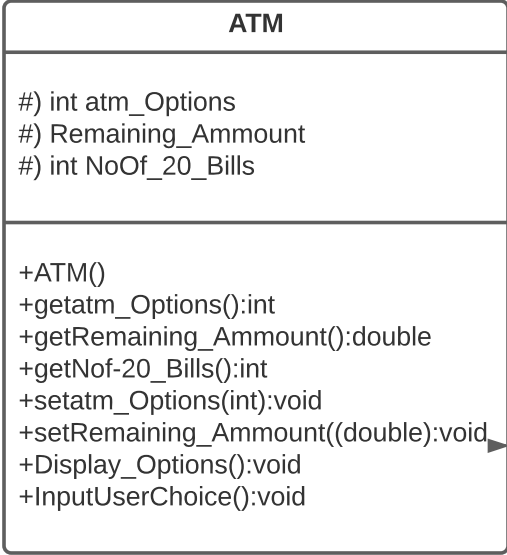 ATM
#) int atm_Options
#) Remaining_Ammount
#) int NoOf_20_Bills
+ATM()
+getatm_Options():int
+getRemaining_Ammount():double
+getNof-20_Bills():int
+setatm_Options(int):void
+setRemaining_Ammount((double):void
+Display_Options():void
+InputUserChoice():void